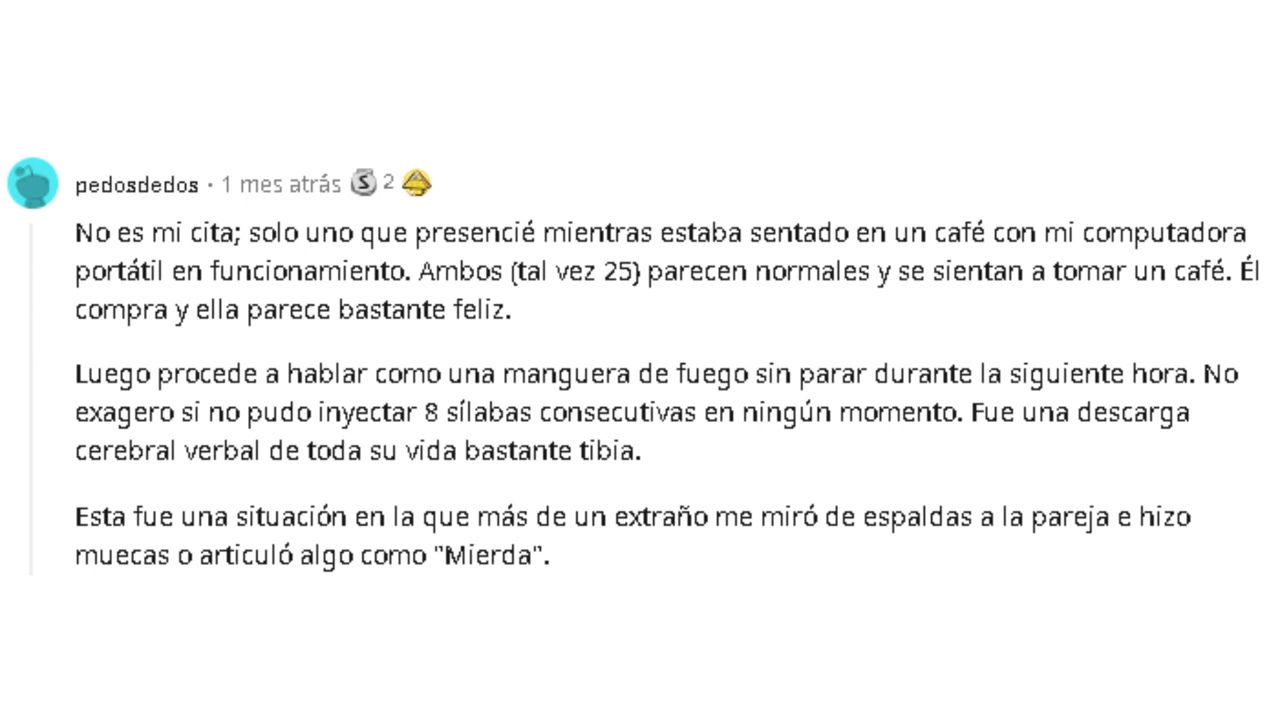 pedosdedos · 1 mes atrás S 2
No es mi cita; solo uno que presencié mientras estaba sentado en un café con mi computadora
portátil en funcionamiento. Ambos (tal vez 25) parecen normales y se sientan a tomar un café. Él
compra y ella parece bastante feliz.
Luego procede a hablar como una manguera de fuego sin parar durante la siguiente hora. No
exagero si no pudo inyectar 8 sílabas consecutivas en ningún momento. Fue una descarga
cerebral verbal de toda su vida bastante tibia.
Esta fue una situación en la que más de un extraño me miró de espaldas a la pareja e hizo
muecas o articuló algo como "Mierda".